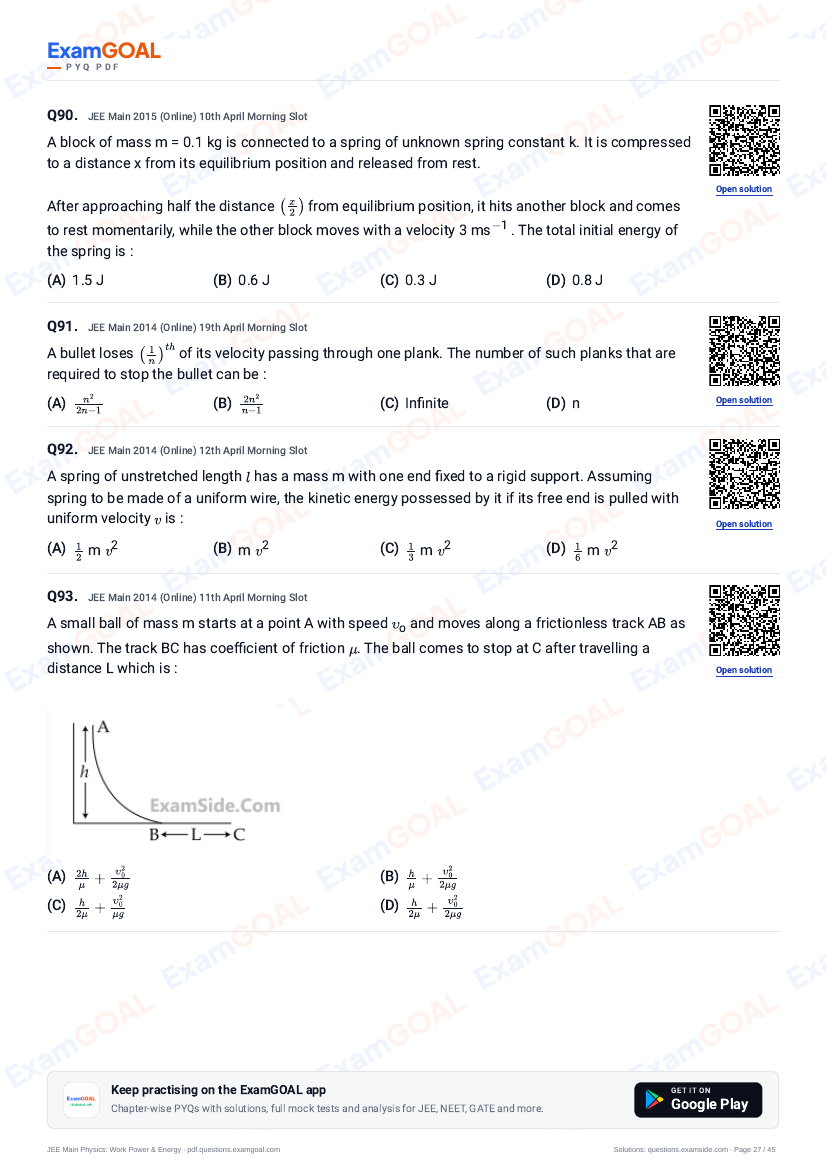 ExamGOAL
PYQ PDF
Q90. JEE Main 2015 (Online) 10th April Morning Slot
A block of mass m = 0.1 kg is connected to a spring of unknown spring constant k. It is compressed
to a distance x from its equilibrium position and released from rest.
After approaching half the distance (x/2) from equilibrium position, it hits another block and comes
to rest momentarily, while the other block moves with a velocity 3 ms⁻¹ . The total initial energy of
the spring is :
(A) 1.5 J (B) 0.6 J (C) 0.3 J (D) 0.8 J
Open solution
Q91. JEE Main 2014 (Online) 19th April Morning Slot
A bullet loses (1/n)ᵗʰ of its velocity passing through one plank. The number of such planks that are
required to stop the bullet can be :
(A) n²/(2n−1) (B) 2n²/(n−1) (C) Infinite (D) n
Open solution
Q92. JEE Main 2014 (Online) 12th April Morning Slot
A spring of unstretched length l has a mass m with one end fixed to a rigid support. Assuming
spring to be made of a uniform wire, the kinetic energy possessed by it if its free end is pulled with
uniform velocity v is :
(A) 1/2 m v² (B) m v² (C) 1/3 m v² (D) 1/6 m v²
Open solution
Q93. JEE Main 2014 (Online) 11th April Morning Slot
A small ball of mass m starts at a point A with speed υ₀ and moves along a frictionless track AB as
shown. The track BC has coefficient of friction μ. The ball comes to stop at C after travelling a
distance L which is :
Open solution
A
h
ExamSide.Com
B L C
(A) 2h/μ + υ₀²/2μg (B) h/μ + υ₀²/2μg
(C) h/2μ + υ₀²/μg (D) h/2μ + υ₀²/2μg
ExamGOAL
Keep practising on the ExamGOAL app
Chapter-wise PYQs with solutions, full mock tests and analysis for JEE, NEET, GATE and more.
GET IT ON
Google Play
JEE Main Physics: Work Power & Energy · pdf.questions.examgoal.com
Solutions: questions.examside.com · Page 27 / 45